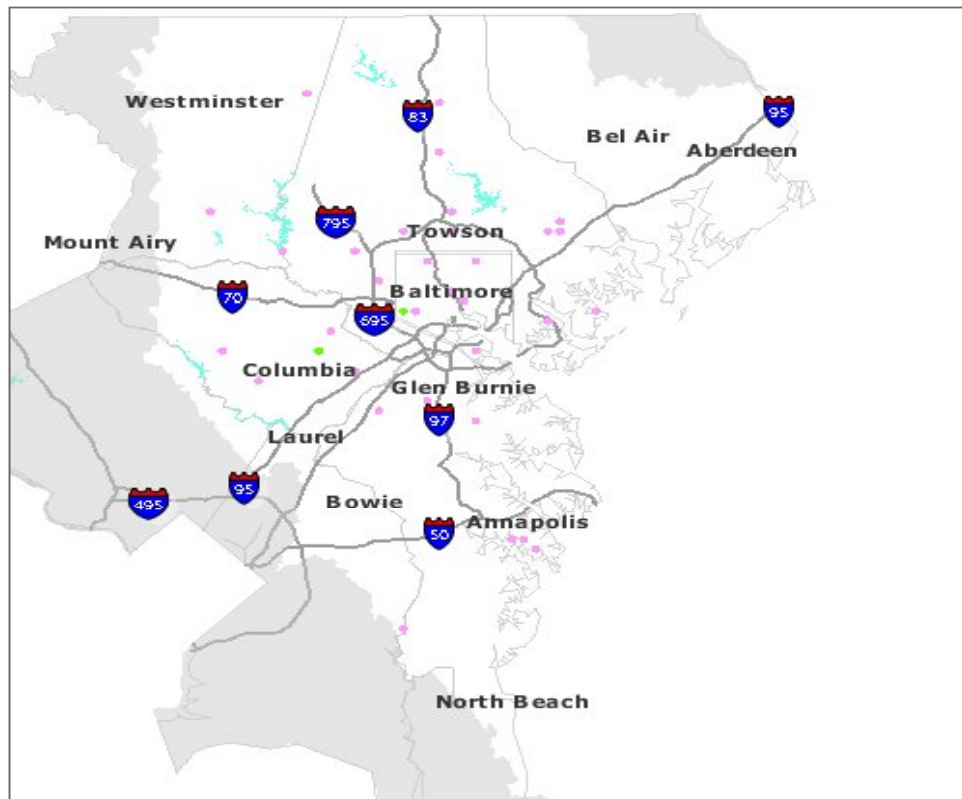 Westminster
83
95
Bel Air
Aberdeen
795
Towson
Mount Airy
70
Baltimore
695
Columbia
Glen Burnie
97
Laurel
95
495
Bowie
50
Annapolis
North Beach